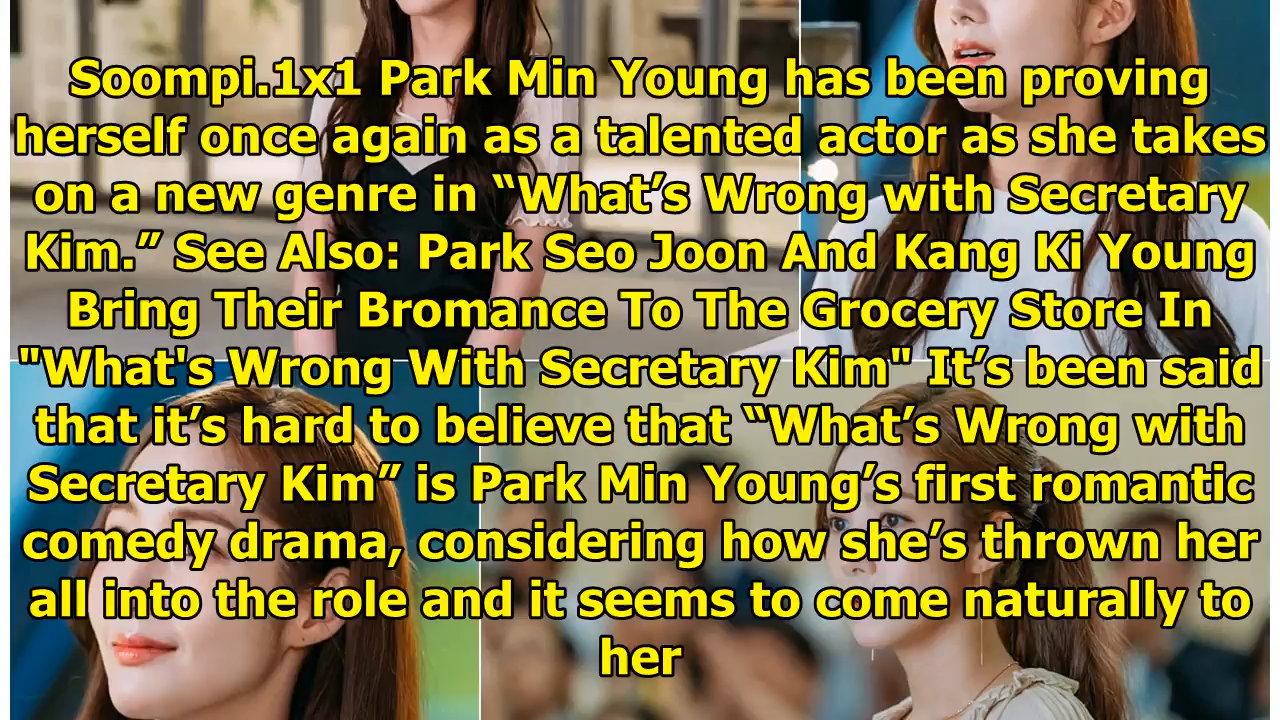 Soompi.1x1 Park Min Young has been proving
herself once again as a talented actor as she takes
on a new genre in “What’s Wrong with Secretary
Kim.” See Also: Park Seo Joon And Kang Ki Young
Bring Their Bromance To The Grocery Store In
"What's Wrong With Secretary Kim" It’s been said
that it’s hard to believe that “What’s Wrong with
Secretary Kim” is Park Min Young’s first romantic
comedy drama, considering how she’s thrown her
all into the role and it seems to come naturally to
her